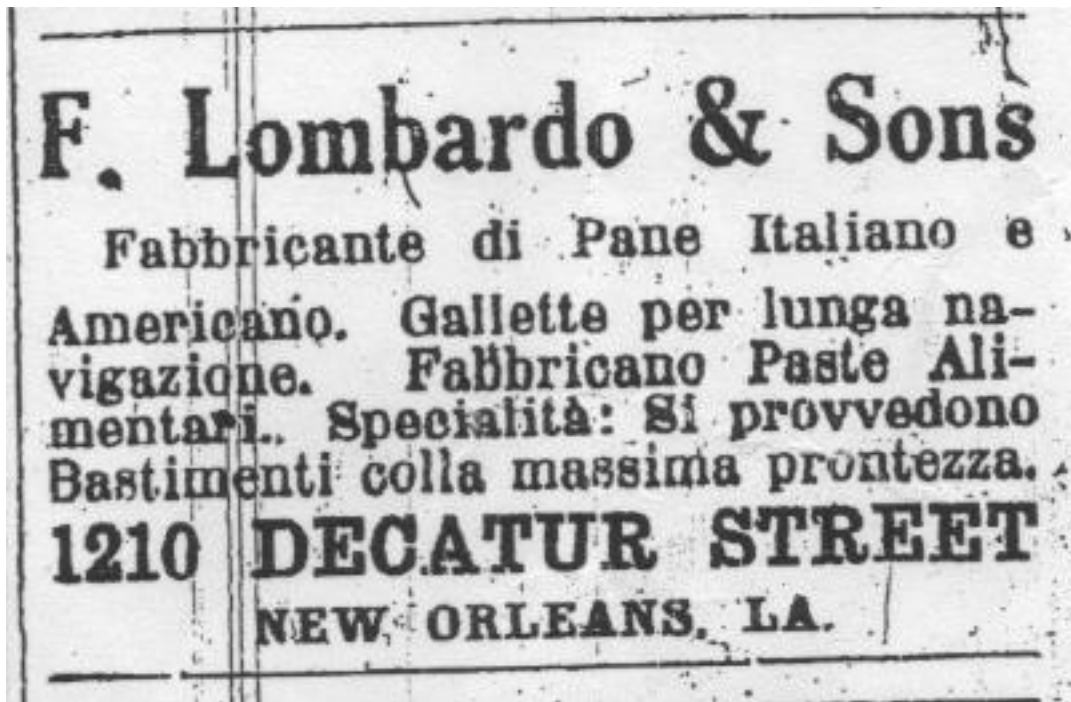 F. Lombardo & Sons
Fabbricante di Pane Italiano e
Americano. Gallette per lunga na-
vigazione. Fabbricano Paste Ali-
mentari. Specialità: Si provvedono
Bastimenti colla massima prontezza.
1210 DECATUR STREET
NEW ORLEANS, LA.